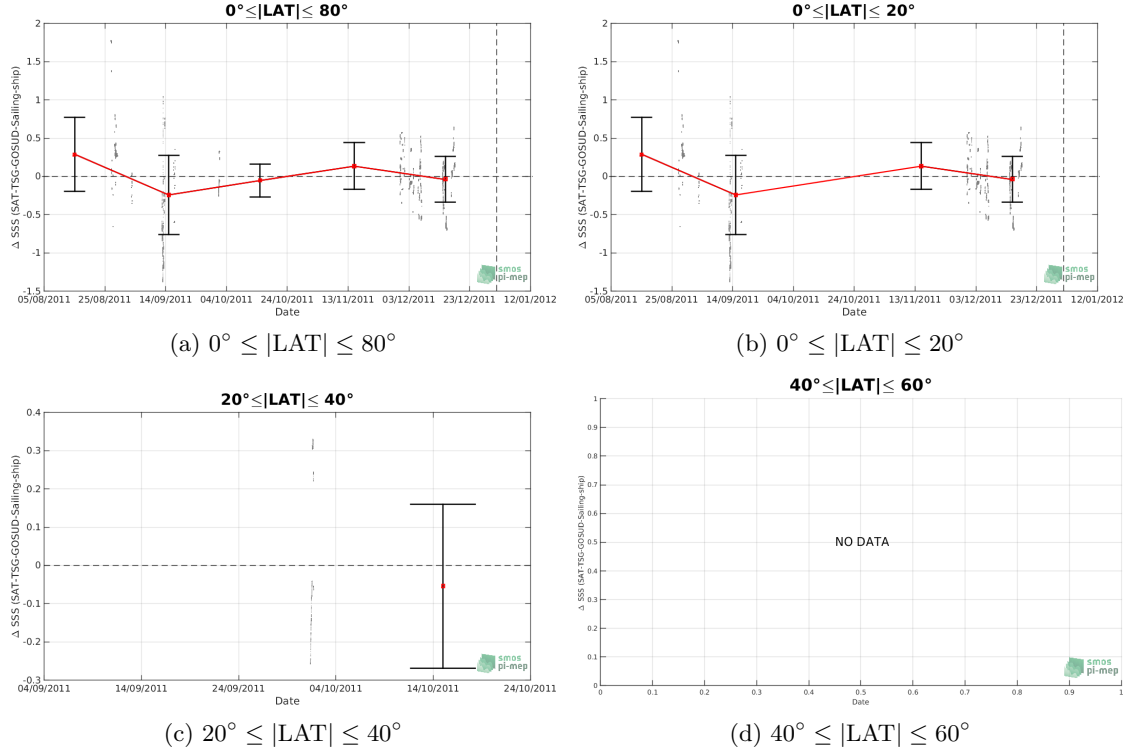 0°≤|LAT|≤ 80°
2
1.5
1
0.5
0
-0.5
-1
-1.5
Δ SSS (SAT-TSG-GOSUD-Sailing-ship)
05/08/2011 25/08/2011 14/09/2011 04/10/2011 24/10/2011 13/11/2011 03/12/2011 23/12/2011 12/01/2012
Date
smos
pi-mep
(a) 0° ≤ |LAT| ≤ 80°
0°≤|LAT|≤ 20°
2
1.5
1
0.5
0
-0.5
-1
-1.5
Δ SSS (SAT-TSG-GOSUD-Sailing-ship)
05/08/2011 25/08/2011 14/09/2011 04/10/2011 24/10/2011 13/11/2011 03/12/2011 23/12/2011 12/01/2012
Date
smos
pi-mep
(b) 0° ≤ |LAT| ≤ 20°
20°≤|LAT|≤ 40°
0.4
0.3
0.2
0.1
0
-0.1
-0.2
-0.3
Δ SSS (SAT-TSG-GOSUD-Sailing-ship)
04/09/2011 14/09/2011 24/09/2011 04/10/2011 14/10/2011 24/10/2011
Date
smos
pi-mep
(c) 20° ≤ |LAT| ≤ 40°
40°≤|LAT|≤ 60°
1
0.9
0.8
0.7
0.6
0.5
0.4
0.3
0.2
0.1
0
Δ SSS (SAT-TSG-GOSUD-Sailing-ship)
NO DATA
0 0.1 0.2 0.3 0.4 0.5 0.6 0.7 0.8 0.9 1
Date
smos
pi-mep
(d) 40° ≤ |LAT| ≤ 60°